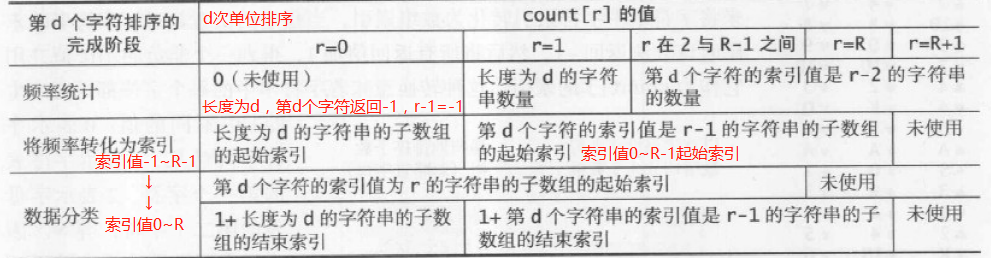 第 d 个字符排序的
完成阶段
d次单位排序
count[r] 的值
r=0
r=1
r 在 2 与 R-1 之间
r=R
r=R+1
频率统计
0（未使用）
长度为d，第d个字符返回-1，r-1=-1
长度为 d 的字符
串数量
第 d 个字符的索引值是 r-2 的字符串
的数量
将频率转化为索引
索引值-1~R-1
长度为 d 的字符串的子数组
的起始索引
第 d 个字符的索引值是 r-1 的字符串的子数组
的起始索引 索引值0~R-1起始索引
未使用
数据分类
索引值0~R
第 d 个字符的索引值为 r 的字符串的子数组的起始索引
未使用
1+ 长度为 d 的字符串的子数
组的结束索引
1+ 第 d 个字符串的索引值是 r-1 的字符串的子
数组的结束索引
未使用